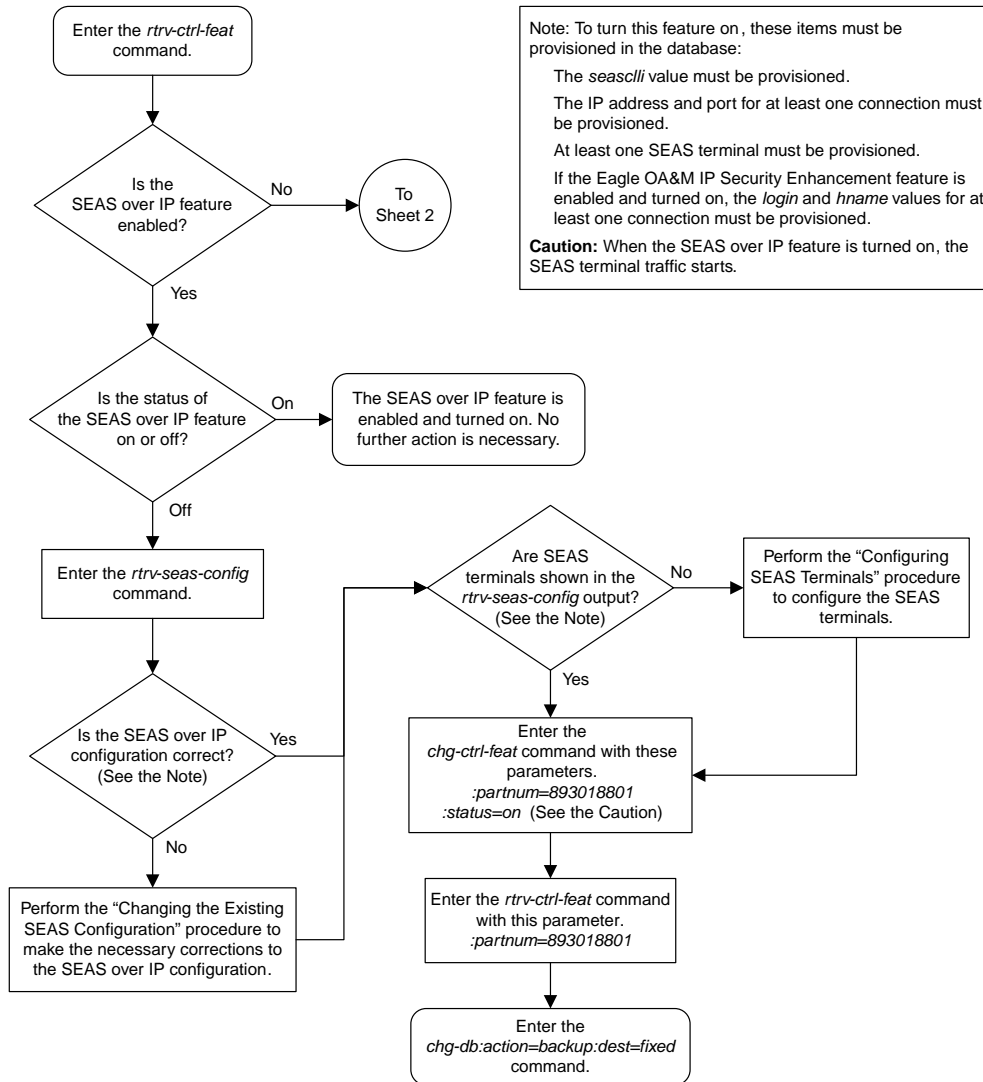 Enter the rtrv-ctrl-feat
command.
Note: To turn this feature on, these items must be
provisioned in the database:
The seasclli value must be provisioned.
The IP address and port for at least one connection must
be provisioned.
At least one SEAS terminal must be provisioned.
If the Eagle OA&M IP Security Enhancement feature is
enabled and turned on, the login and hname values for at
least one connection must be provisioned.
Caution: When the SEAS over IP feature is turned on, the
SEAS terminal traffic starts.
Is the
SEAS over IP feature
enabled?
No
To
Sheet 2
Yes
Is the status of
the SEAS over IP feature
on or off?
On
The SEAS over IP feature is
enabled and turned on. No
further action is necessary.
Off
Enter the rtrv-seas-config
command.
Are SEAS
terminals shown in the
rtrv-seas-config output?
(See the Note)
No
Perform the “Configuring
SEAS Terminals” procedure
to configure the SEAS
terminals.
Yes
Is the SEAS over IP
configuration correct?
(See the Note)
Yes
No
Perform the “Changing the Existing
SEAS Configuration” procedure to
make the necessary corrections to
the SEAS over IP configuration.
Enter the
chg-ctrl-feat command with these
parameters.
:partnum=893018801
:status=on (See the Caution)
Enter the rtrv-ctrl-feat command
with this parameter.
:partnum=893018801
Enter the
chg-db:action=backup:dest=fixed
command.